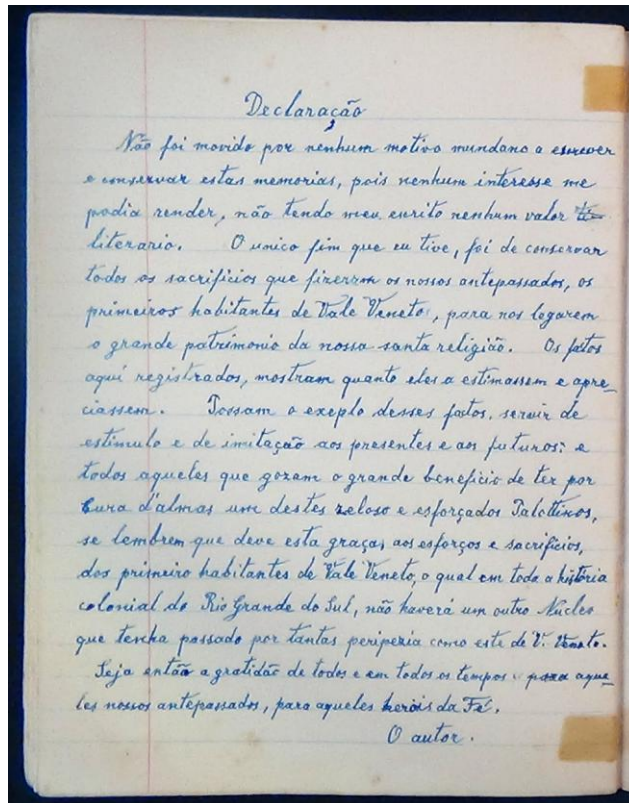 Declaração
Não foi movido por nenhum motivo mundano a escrever
e conservar estas memorias, pois nenhum interesse me
podia render, não tendo meu escrito nenhum valor
literario. O unico fim que eu tive, foi de conservar
todos os sacrificios que fizerrm os nossos antepassados, os
primeiros habitantes de Vale Veneto, para nos legarem
o grande patrimonio da nossa santa religião. Os fatos
aquí registrados, mostram quanto eles a estimassem e apre-
ciassem. Possam o exeplo desses fatos, servir de
estimulo e de imitação aos presentes e aos futuros: e
todos aqueles que gozam o grande beneficio de ter por
Cura d'almas um destes zeloso e esforçados Palottinos,
se lembrem que deve esta graça, aos esforços e sacrificios,
dos primeiro habitantes de Vale Veneto, o qual em toda a história
colonial do Rio Grande do Sul, não haverá um outro Nucleo
que tenha passado por tantas peripezia como este de V. Veneto.
Seja então a gratidão de todos e em todos os tempos para aque-
les nossos antepassados, para aqueles heroís da Fé.
O autor.